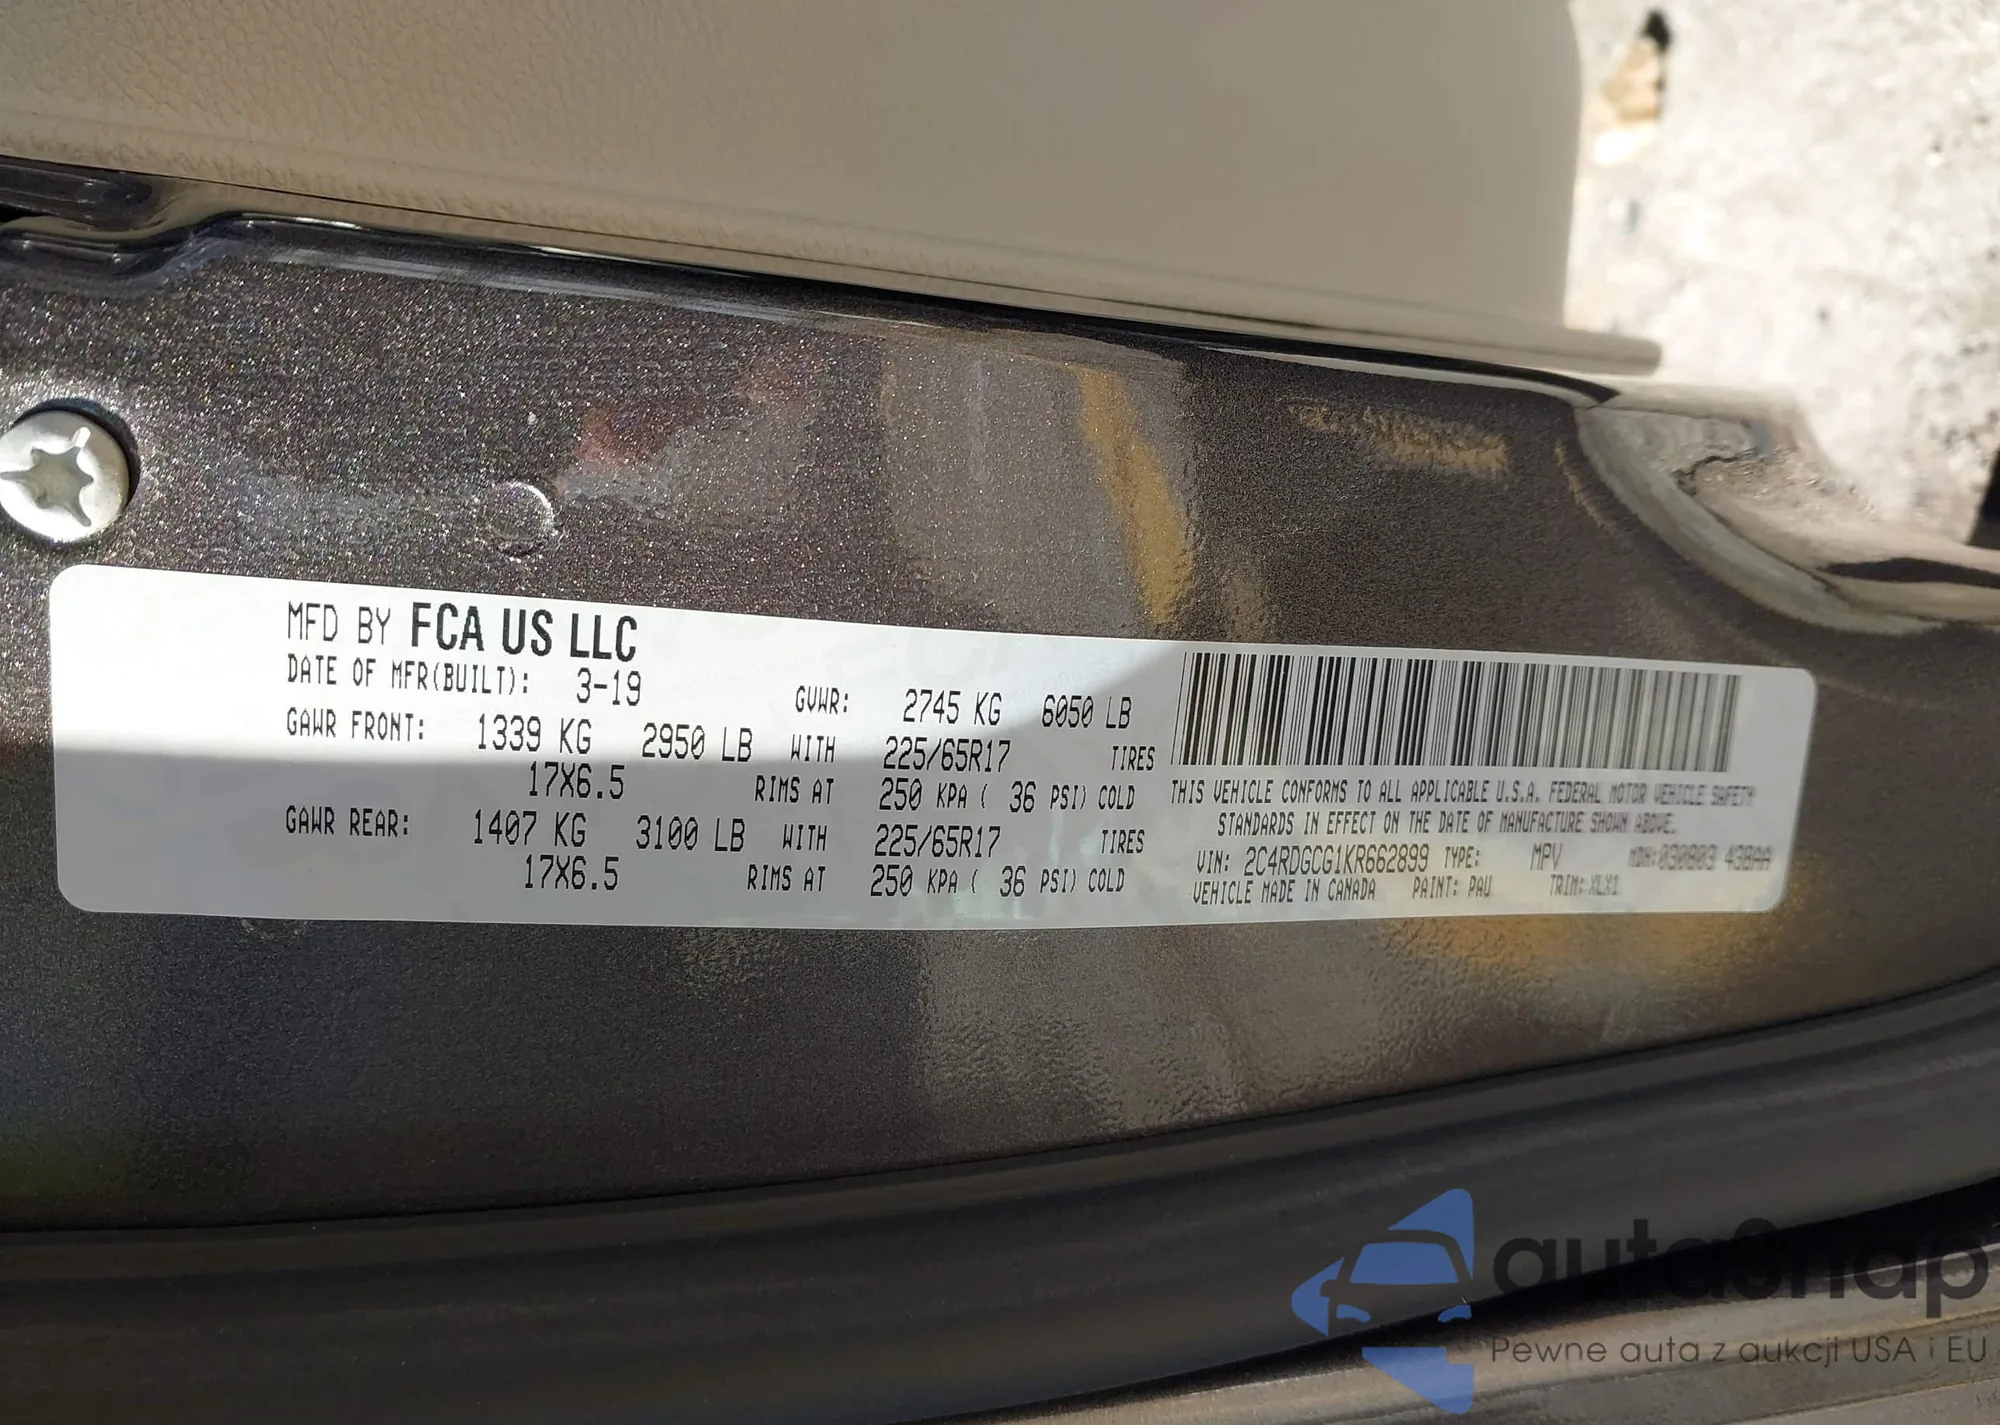 MFD BY FCA US LLC
DATE OF MFR(BUILT): 3-19 GVWR: 2745 KG 6050 LB
GAWR FRONT: 1339 KG 2950 LB WITH 225/65R17 TIRES
17X6.5 RIMS AT 250 KPA ( 36 PSI) COLD
GAWR REAR: 1407 KG 3100 LB WITH 225/65R17 TIRES
17X6.5 RIMS AT 250 KPA ( 36 PSI) COLD
THIS VEHICLE CONFORMS TO ALL APPLICABLE U.S.A. FEDERAL MOTOR VEHICLE SAFETY
STANDARDS IN EFFECT ON THE DATE OF MANUFACTURE SHOWN ABOVE.
VIN: 2C4RDGCG1KR662899 TYPE: MPV MDH: 030803 438AA
VEHICLE MADE IN CANADA PAINT: PAU TRIM: XLX1
autasnap
Pewne auta z aukcji USA i EU